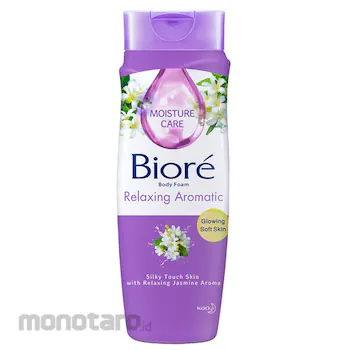 MOISTURE
CARE
Bioré
Body Foam
Relaxing Aromatic
Glowing
Soft Skin
Silky Touch Skin
with Relaxing Jasmine Aroma
Kao
monotaro.id